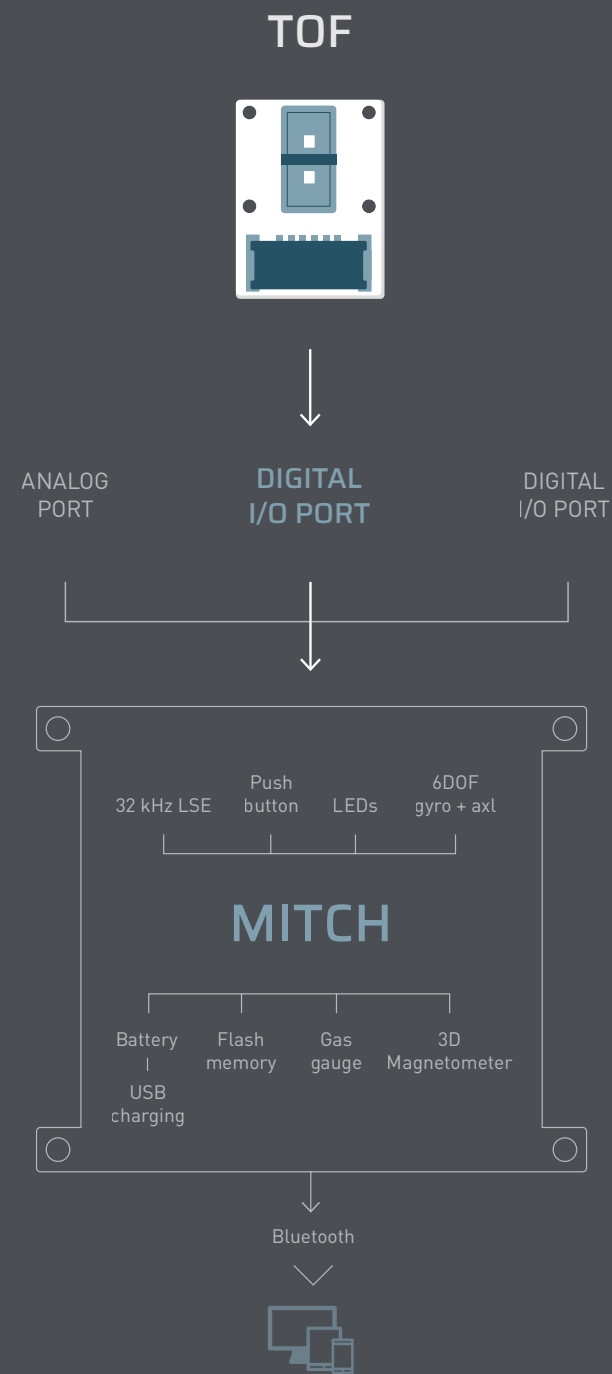 TOF
ANALOG
PORT
DIGITAL
I/O PORT
DIGITAL
I/O PORT
32 kHz LSE
Push
button
LEDs
6DOF
gyro + axl
MITCH
Battery
USB
charging
Flash
memory
Gas
gauge
3D
Magnetometer
Bluetooth